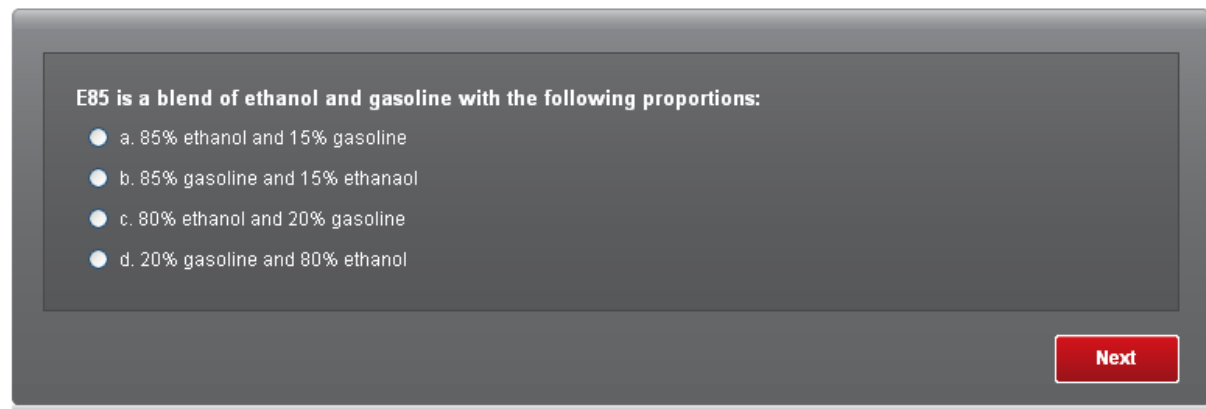 E85 is a blend of ethanol and gasoline with the following proportions:
a. 85% ethanol and 15% gasoline
b. 85% gasoline and 15% ethanaol
c. 80% ethanol and 20% gasoline
d. 20% gasoline and 80% ethanol
Next